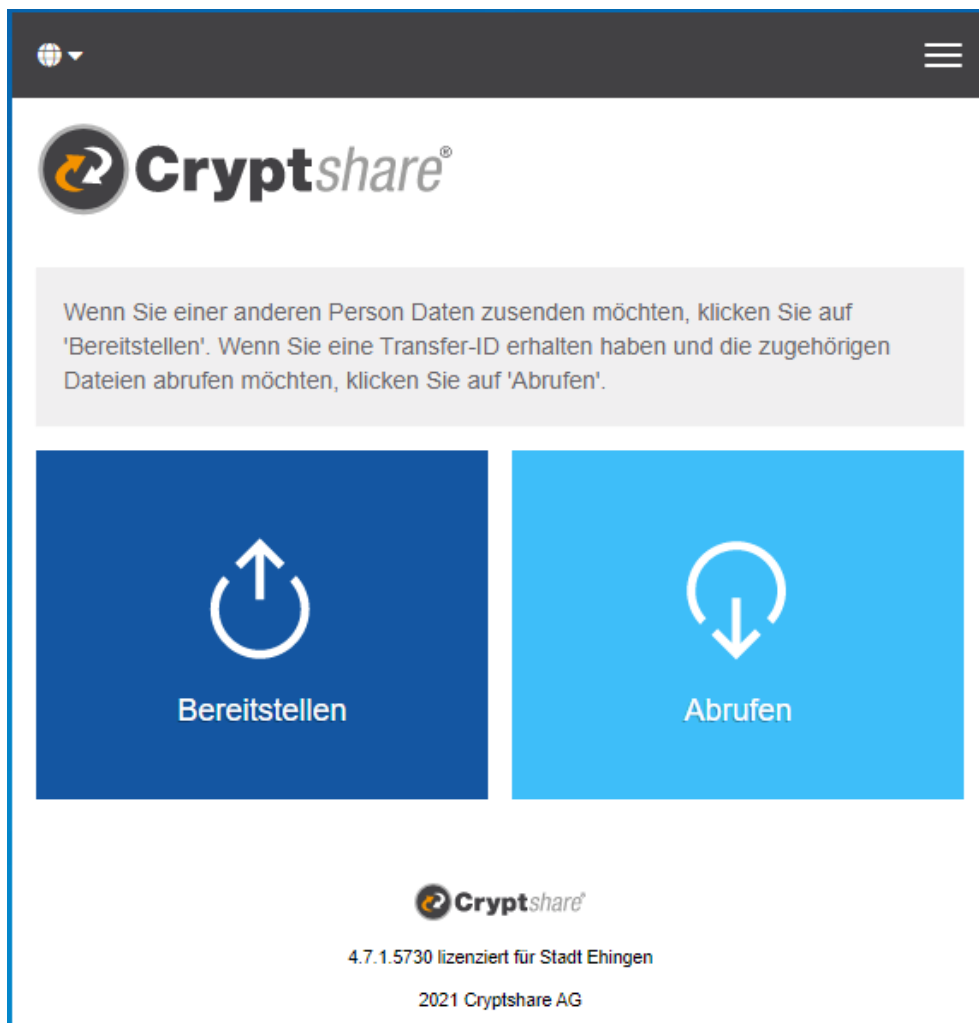 Cryptshare®
Wenn Sie einer anderen Person Daten zusenden möchten, klicken Sie auf
'Bereitstellen'. Wenn Sie eine Transfer-ID erhalten haben und die zugehörigen
Dateien abrufen möchten, klicken Sie auf 'Abrufen'.
Bereitstellen
Abrufen
Cryptshare®
4.7.1.5730 lizenziert für Stadt Ehingen
2021 Cryptshare AG